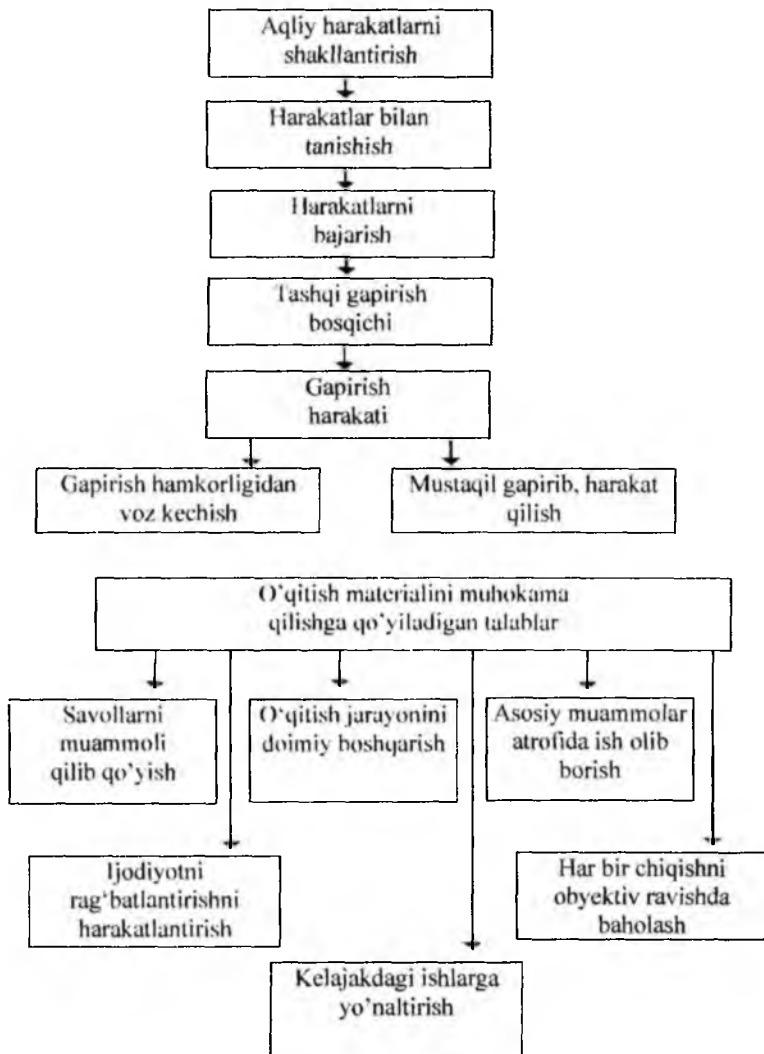 Aqliy harakatlarni
shakllantirish
Harakatlar bilan
tanishish
Harakatlarni
bajarish
Tashqi gapirish
bosqichi
Gapirish
harakati
Gapirish hamkorligidan
voz kechish
Mustaqil gapirib, harakat
qilish
O'qitish materialini muhokama
qilishga qo'yiladigan talablar
Savollarni
muammoli
qilib qo'yish
O‘qitish jarayonini
doimiy boshqarish
Asosiy muammolar
atrofida ish olib
borish
Ijodiyotni
rag‘batlantirishni
harakatlantirish
Har bir chiqishni
obyektiv ravishda
baholash
Kelajakdagi ishlarga
yo'naltirish